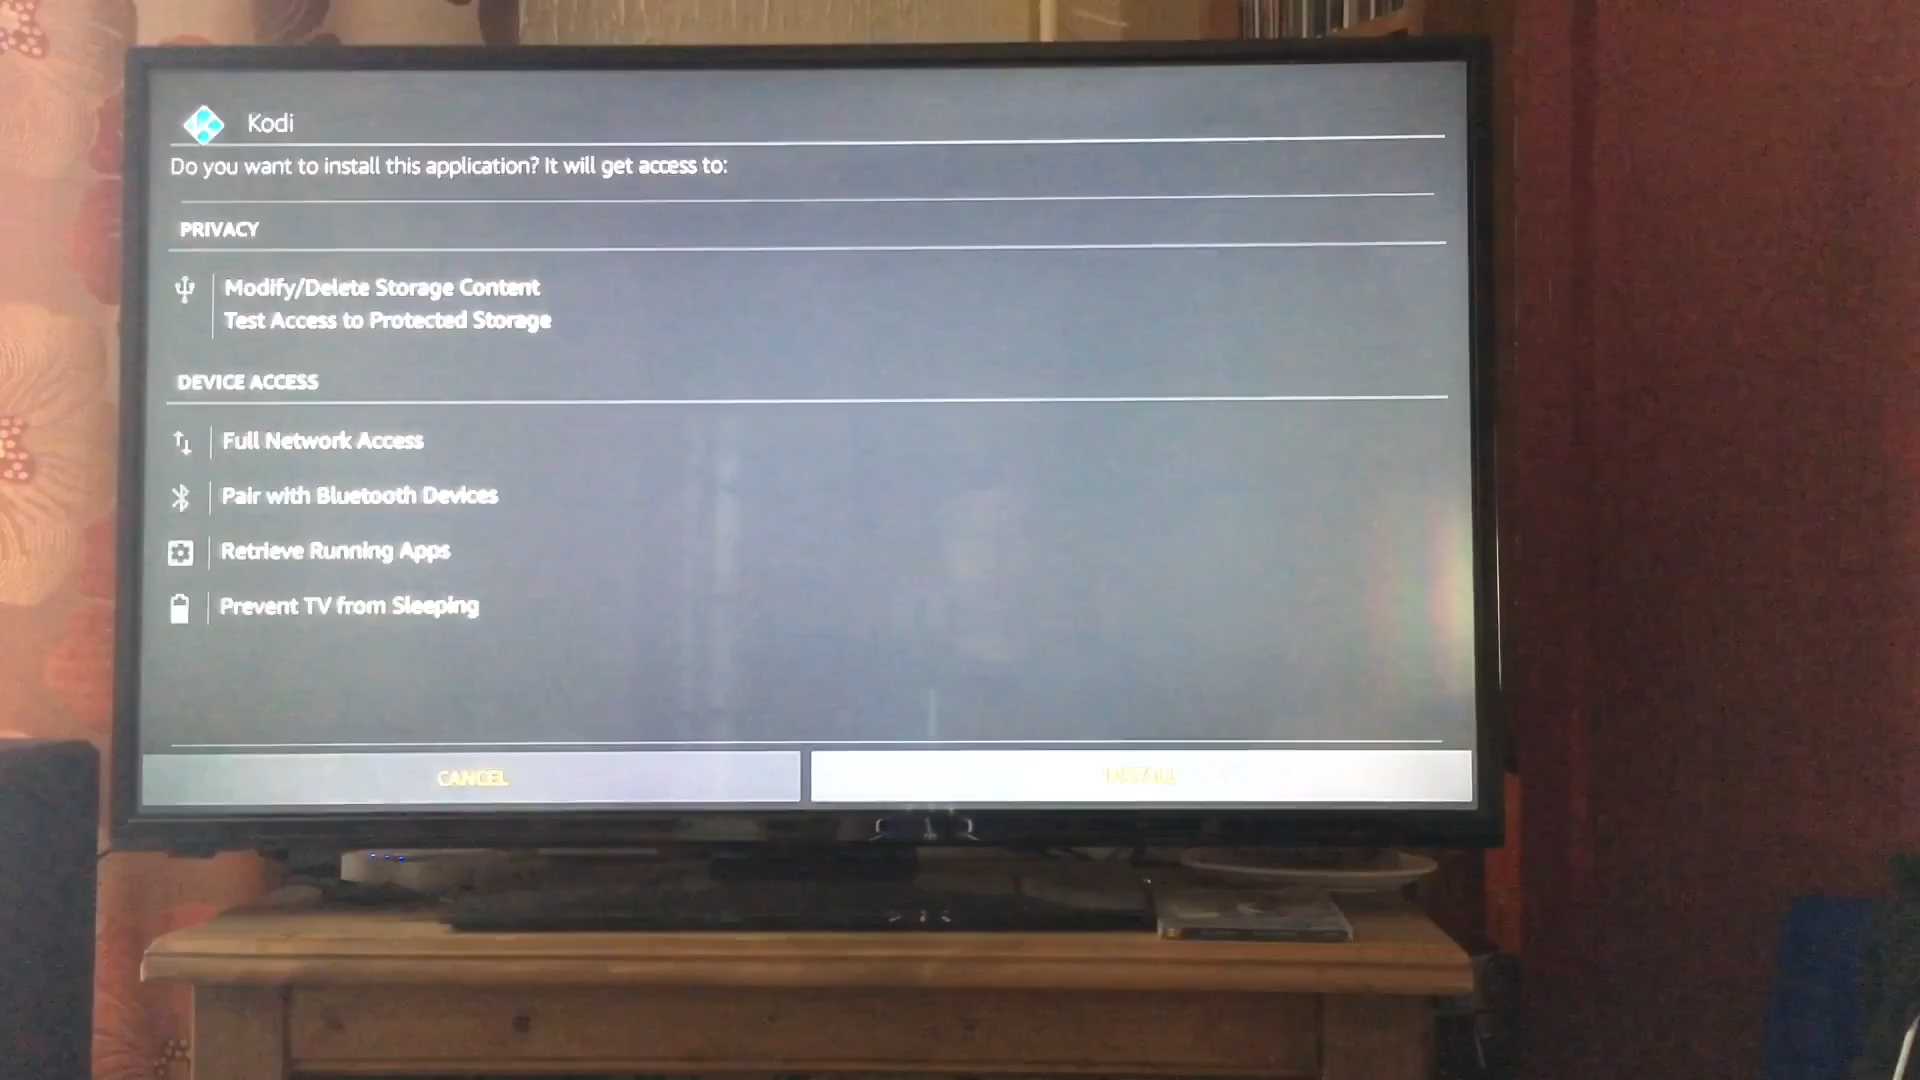 Kodi
Do you want to install this application? It will get access to:
PRIVACY
Modify/Delete Storage Content
Test Access to Protected Storage
DEVICE ACCESS
Full Network Access
Pair with Bluetooth Devices
Retrieve Running Apps
Prevent TV from Sleeping
CANCEL
INSTALL